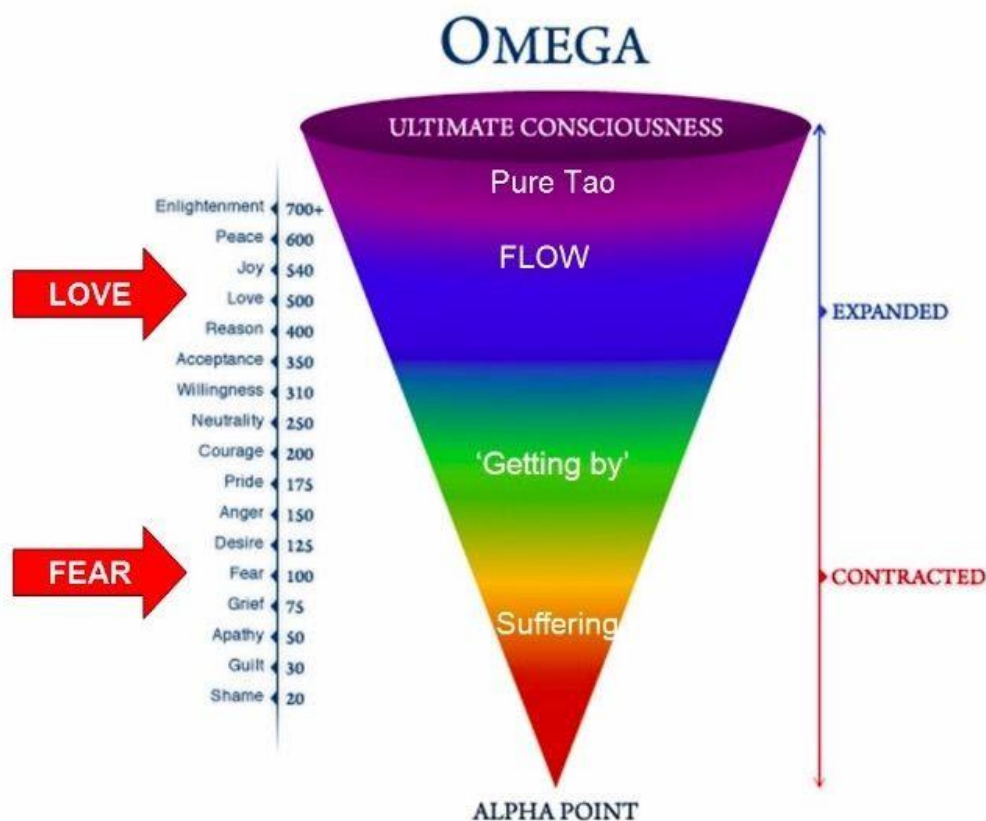 OMEGA
ULTIMATE CONSCIOUSNESS
Pure Tao
Enlightenment 700+
Peace 600
FLOW
Joy 540
LOVE
Love 500
EXPANDED
Reason 400
Acceptance 350
Willingness 310
Neutrality 250
Courage 200
'Getting by'
Pride 175
Anger 150
Desire 125
FEAR
Fear 100
CONTRACTED
Grief 75
Suffering
Apathy 50
Guilt 30
Shame 20
ALPHA POINT